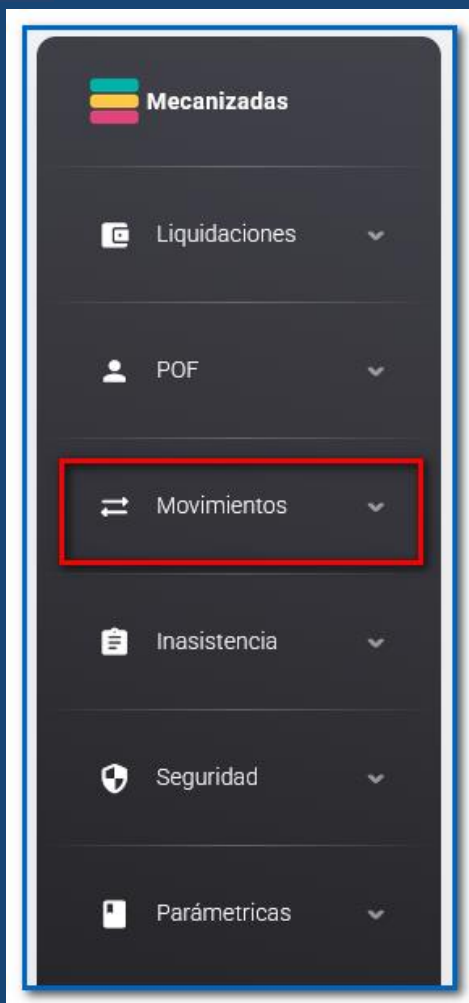 Mecanizadas
Liquidaciones
POF
Movimientos
Inasistencia
Seguridad
Parámetricas